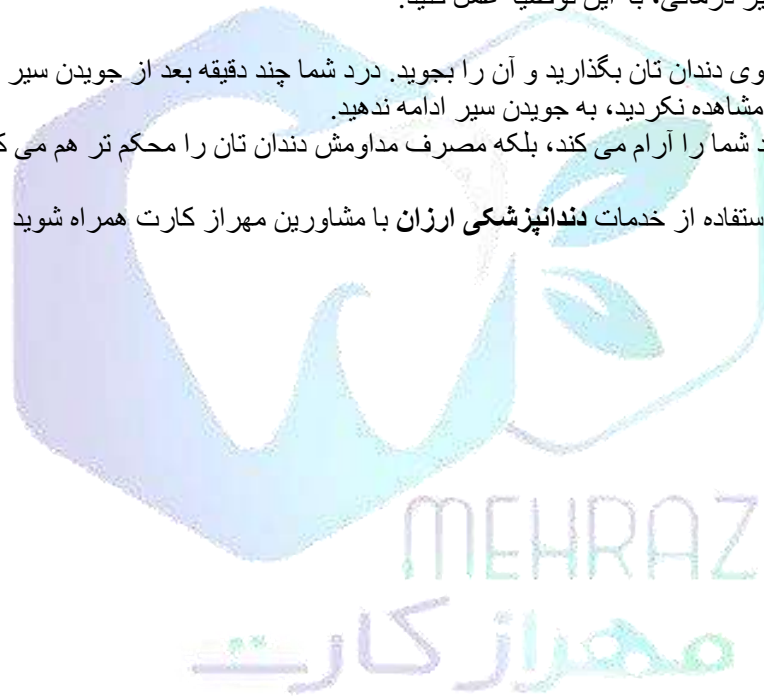 درمانی، با این توصیه عمل کنید.
وی دندان تان بگذارید و آن را بجوید. درد شما چند دقیقه بعد از جویدن سیر
مشاهده نکردید، به جویدن سیر ادامه ندهید.
د شما را آرام می کند، بلکه مصرف مداومش دندان تان را محکم تر هم می ک
ستفاده از خدمات دندانپزشکی ارزان با مشاورین مهراز کارت همراه شوید
MEHRAZ
مهراز کارت